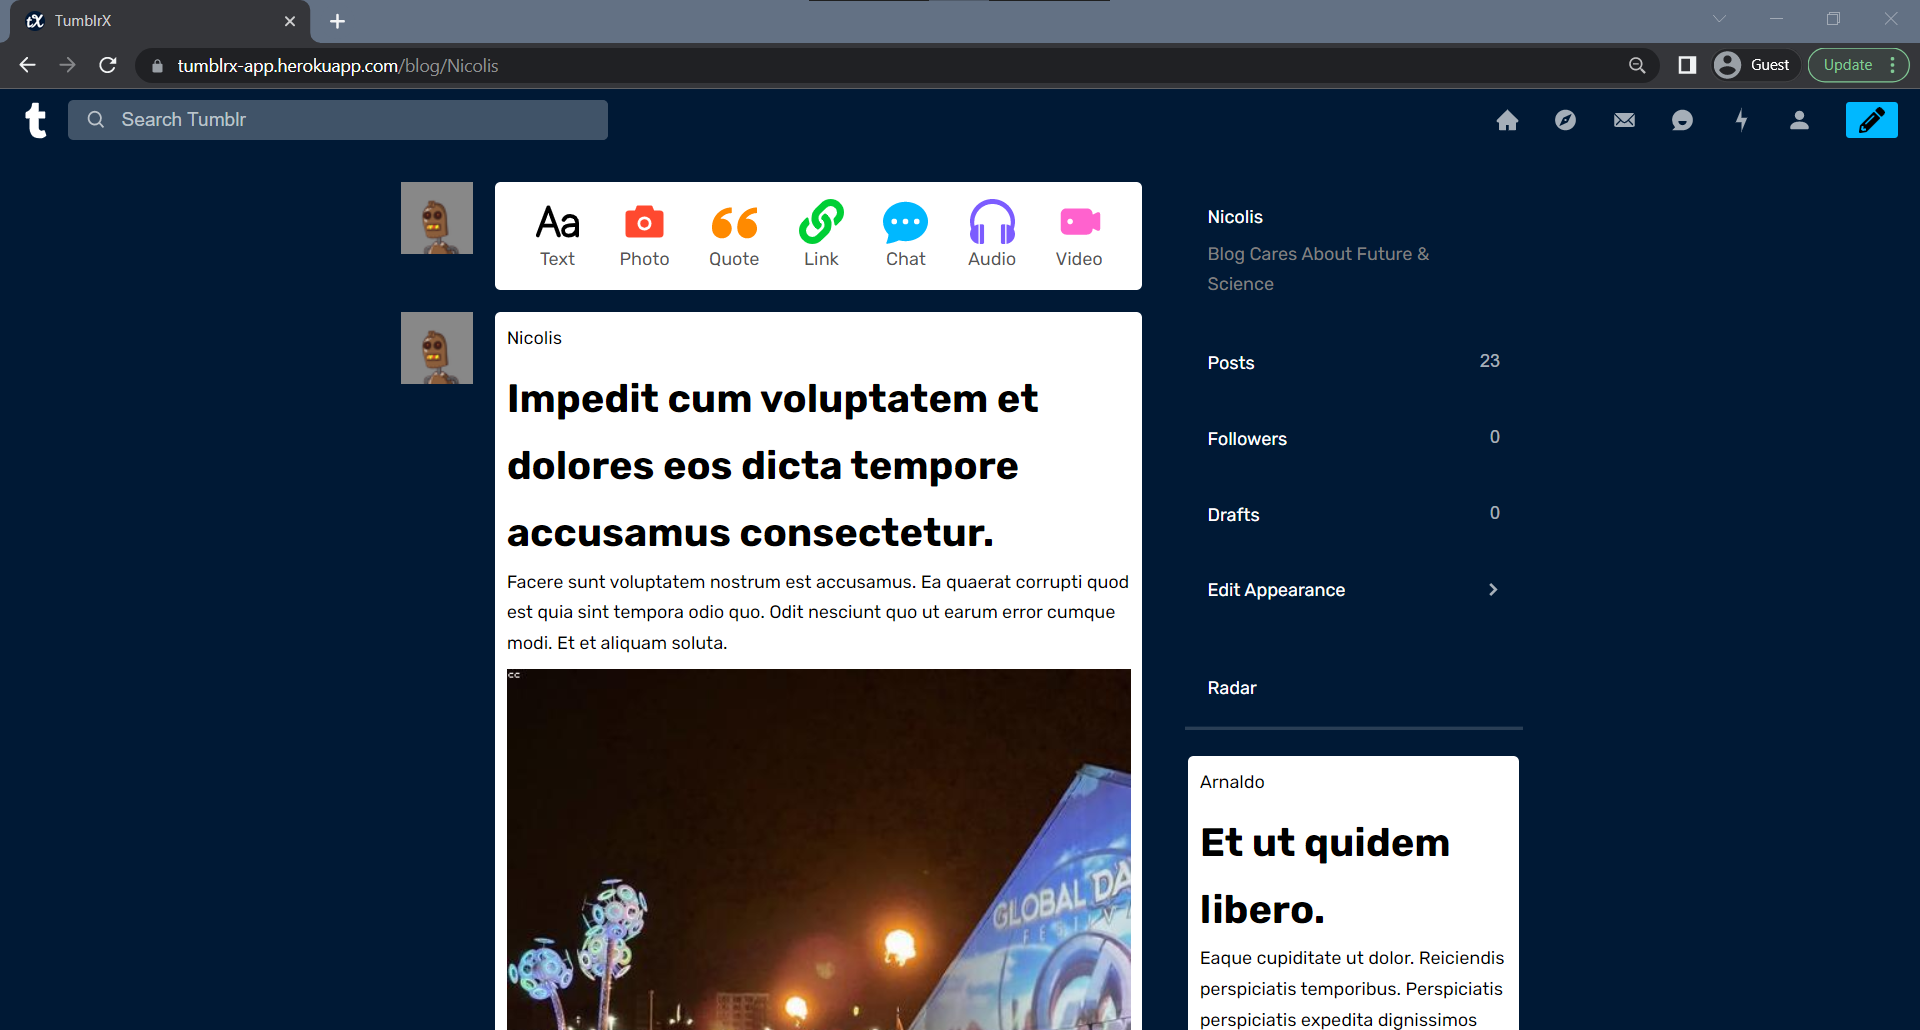 TumblrX
tumblrx-app.herokuapp.com/blog/Nicolis
Guest
Update
t
Search Tumblr
Aa
Text
Photo
Quote
Link
Chat
Audio
Video
Nicolis
Impedit cum voluptatem et
dolores eos dicta tempore
accusamus consectetur.
Facere sunt voluptatem nostrum est accusamus. Ea quaerat corrupti quod
est quia sint tempora odio quo. Odit nesciunt quo ut earum error cumque
modi. Et et aliquam soluta.
cc
GLOBAL DA
FESTIVA
Nicolis
Blog Cares About Future &
Science
Posts 23
Followers 0
Drafts 0
Edit Appearance
Radar
Arnaldo
Et ut quidem
libero.
Eaque cupiditate ut dolor. Reiciendis
perspiciatis temporibus. Perspiciatis
perspiciatis expedita dignissimos